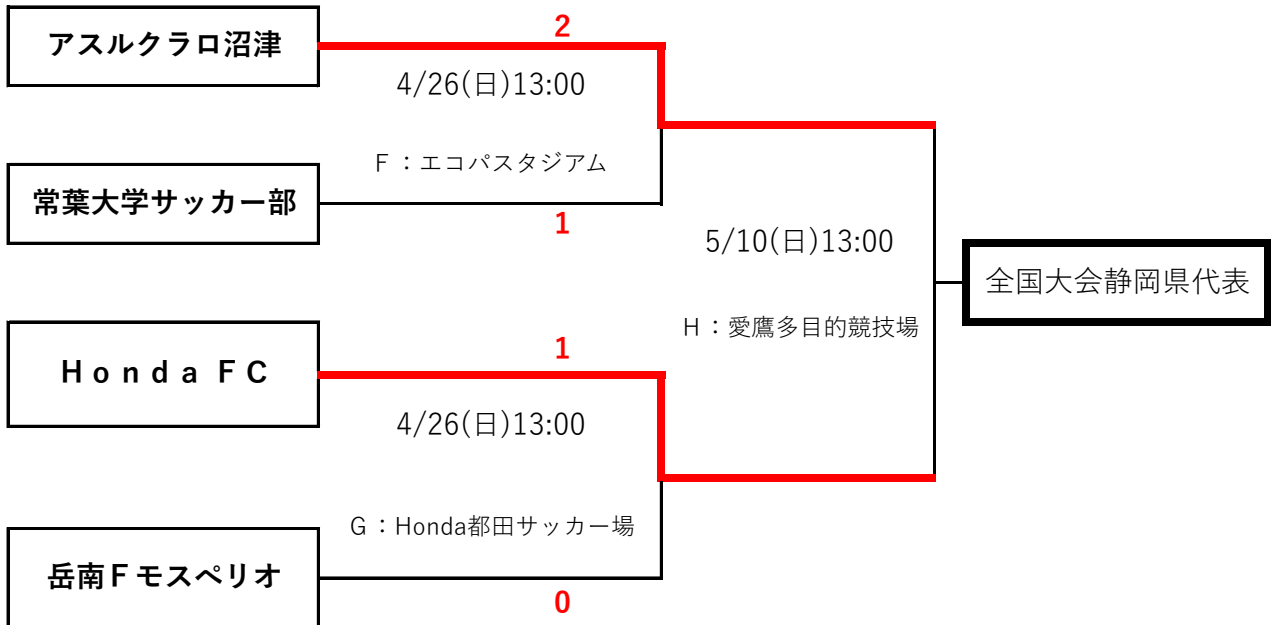 アスルクラロ沼津
2
4/26(日)13:00
F：エコパスタジアム
常葉大学サッカー部
1
5/10(日)13:00
全国大会静岡県代表
H：愛鷹多目的競技場
Ｈｏｎｄａ ＦＣ
1
4/26(日)13:00
G：Honda都田サッカー場
岳南Ｆモスペリオ
0